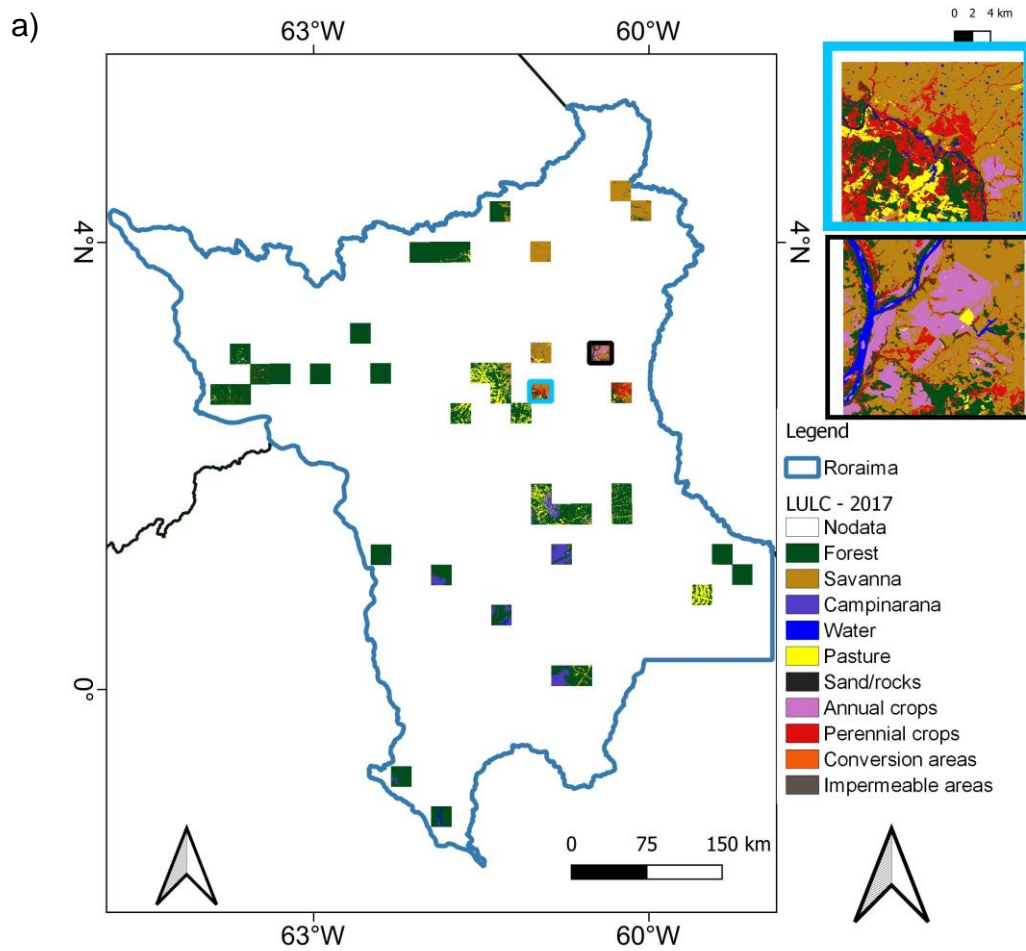 a)
63°W
60°W
0 2 4 km
4°N
4°N
Legend
Roraima
LULC - 2017
Nodata
Forest
Savanna
Campinarana
Water
Pasture
Sand/rocks
Annual crops
Perennial crops
Conversion areas
Impermeable areas
0°
0°
0 75 150 km
63°W
60°W